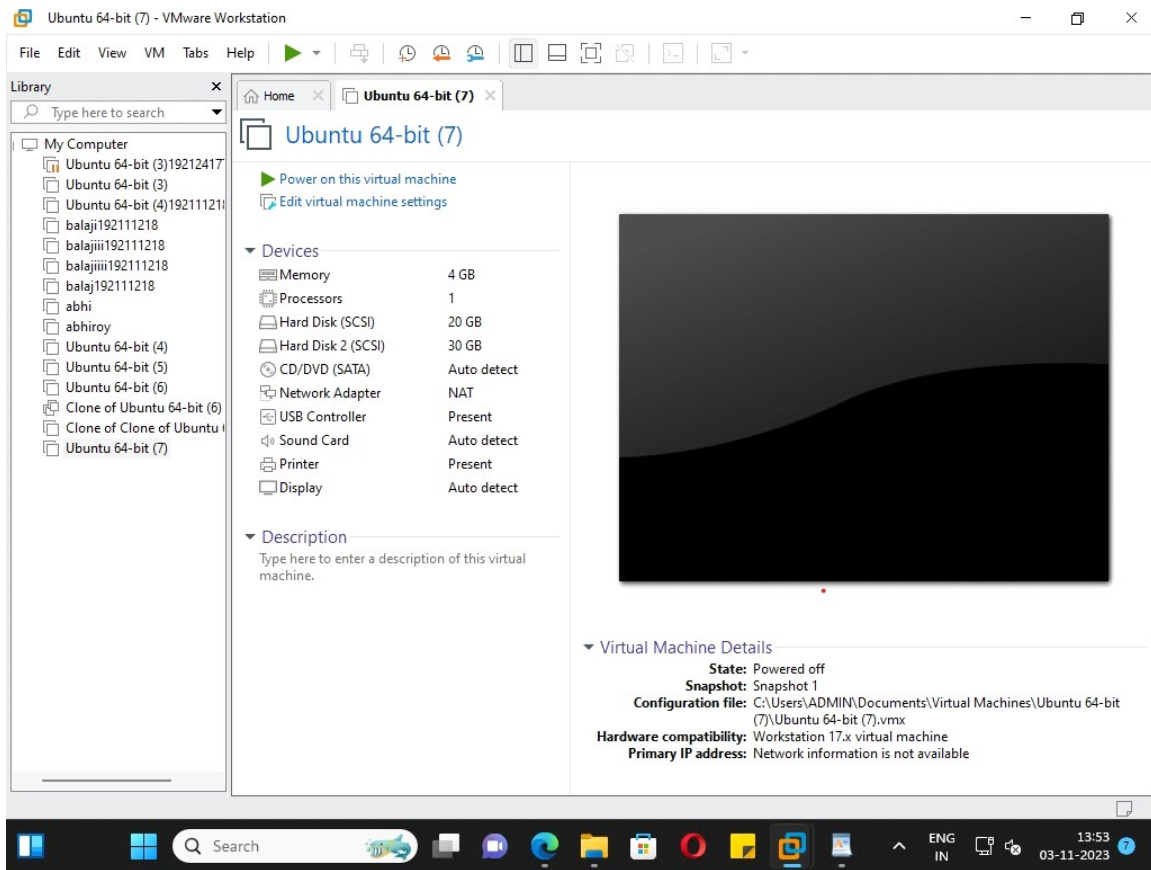 Ubuntu 64-bit (7) - VMware Workstation
File Edit View VM Tabs Help
Library
Type here to search
My Computer
Ubuntu 64-bit (3)19212417
Ubuntu 64-bit (3)
Ubuntu 64-bit (4)19211121
balaji192111218
balajiii192111218
balajiiii192111218
balaj192111218
abhi
abhiroy
Ubuntu 64-bit (4)
Ubuntu 64-bit (5)
Ubuntu 64-bit (6)
Clone of Ubuntu 64-bit (6)
Clone of Clone of Ubuntu
Ubuntu 64-bit (7)
Home Ubuntu 64-bit (7)
Ubuntu 64-bit (7)
Power on this virtual machine
Edit virtual machine settings
Devices
Memory 4 GB
Processors 1
Hard Disk (SCSI) 20 GB
Hard Disk 2 (SCSI) 30 GB
CD/DVD (SATA) Auto detect
Network Adapter NAT
USB Controller Present
Sound Card Auto detect
Printer Present
Display Auto detect
Description
Type here to enter a description of this virtual
machine.
Virtual Machine Details
State: Powered off
Snapshot: Snapshot 1
Configuration file: C:\Users\ADMIN\Documents\Virtual Machines\Ubuntu 64-bit
(7)\Ubuntu 64-bit (7).vmx
Hardware compatibility: Workstation 17.x virtual machine
Primary IP address: Network information is not available
Search
ENG
IN
13:53
03-11-2023
7